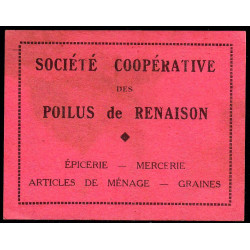 SOCIÉTÉ COOPÉRATIVE
DES
POILUS de RENAISON
ÉPICERIE — MERCERIE
ARTICLES DE MÉNAGE — GRAINES